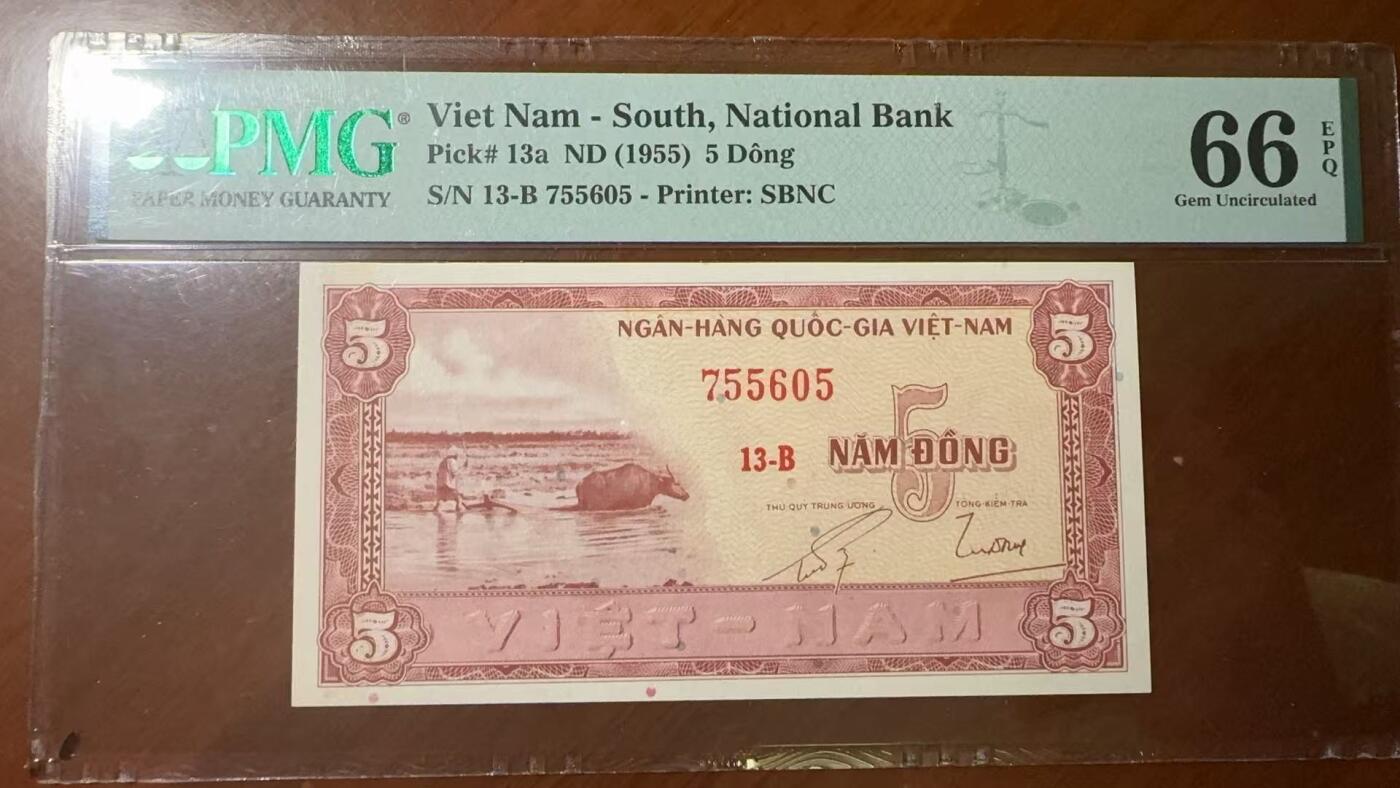 PMG®
PAPER MONEY GUARANTY
Viet Nam - South, National Bank
Pick# 13a ND (1955) 5 Dông
S/N 13-B 755605 - Printer: SBNC
66
EPQ
Gem Uncirculated
5
5
NGÂN-HÀNG QUỐC-GIA VIỆT-NAM
755605
5
13-B
NĂM ĐỒNG
THỦ QUỸ TRUNG ƯƠNG
TỔNG KIỂM TRA
5
5
VIỆT-NAM